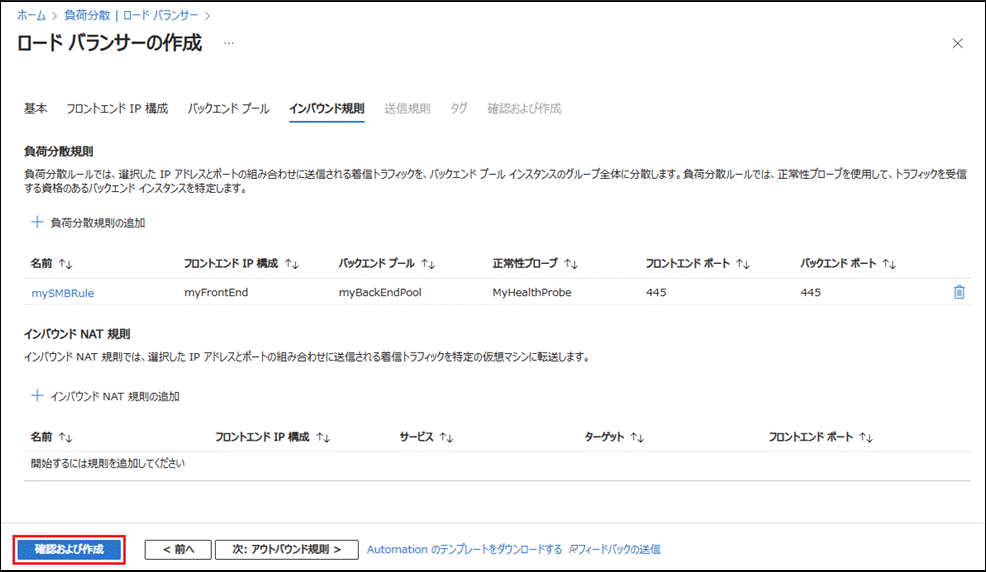 ホーム > 負荷分散 | ロード バランサー >
ロード バランサーの作成 ...
基本 フロントエンド IP 構成 バックエンド プール インバウンド規則 送信規則 タグ 確認および作成
負荷分散規則
負荷分散ルールでは、選択した IP アドレスとポートの組み合わせに送信される着信トラフィックを、バックエンド プール インスタンスのグループ全体に分散します。負荷分散ルールでは、正常性プローブを使用して、トラフィックを受信
する資格のあるバックエンド インスタンスを特定します。
+ 負荷分散規則の追加
名前 ↑↓ フロントエンド IP 構成 ↑↓ バックエンド プール ↑↓ 正常性プローブ ↑↓ フロントエンド ポート ↑↓ バックエンド ポート ↑↓
mySMBRule myFrontEnd myBackEndPool MyHealthProbe 445 445
インバウンド NAT 規則
インバウンド NAT 規則では、選択した IP アドレスとポートの組み合わせに送信される着信トラフィックを特定の仮想マシンに転送します。
+ インバウンド NAT 規則の追加
名前 ↑↓ フロントエンド IP 構成 ↑↓ サービス ↑↓ ターゲット ↑↓ フロントエンド ポート ↑↓
開始するには規則を追加してください
確認および作成 < 前へ 次: アウトバウンド規則 > Automation のテンプレートをダウンロードする フィードバックの送信